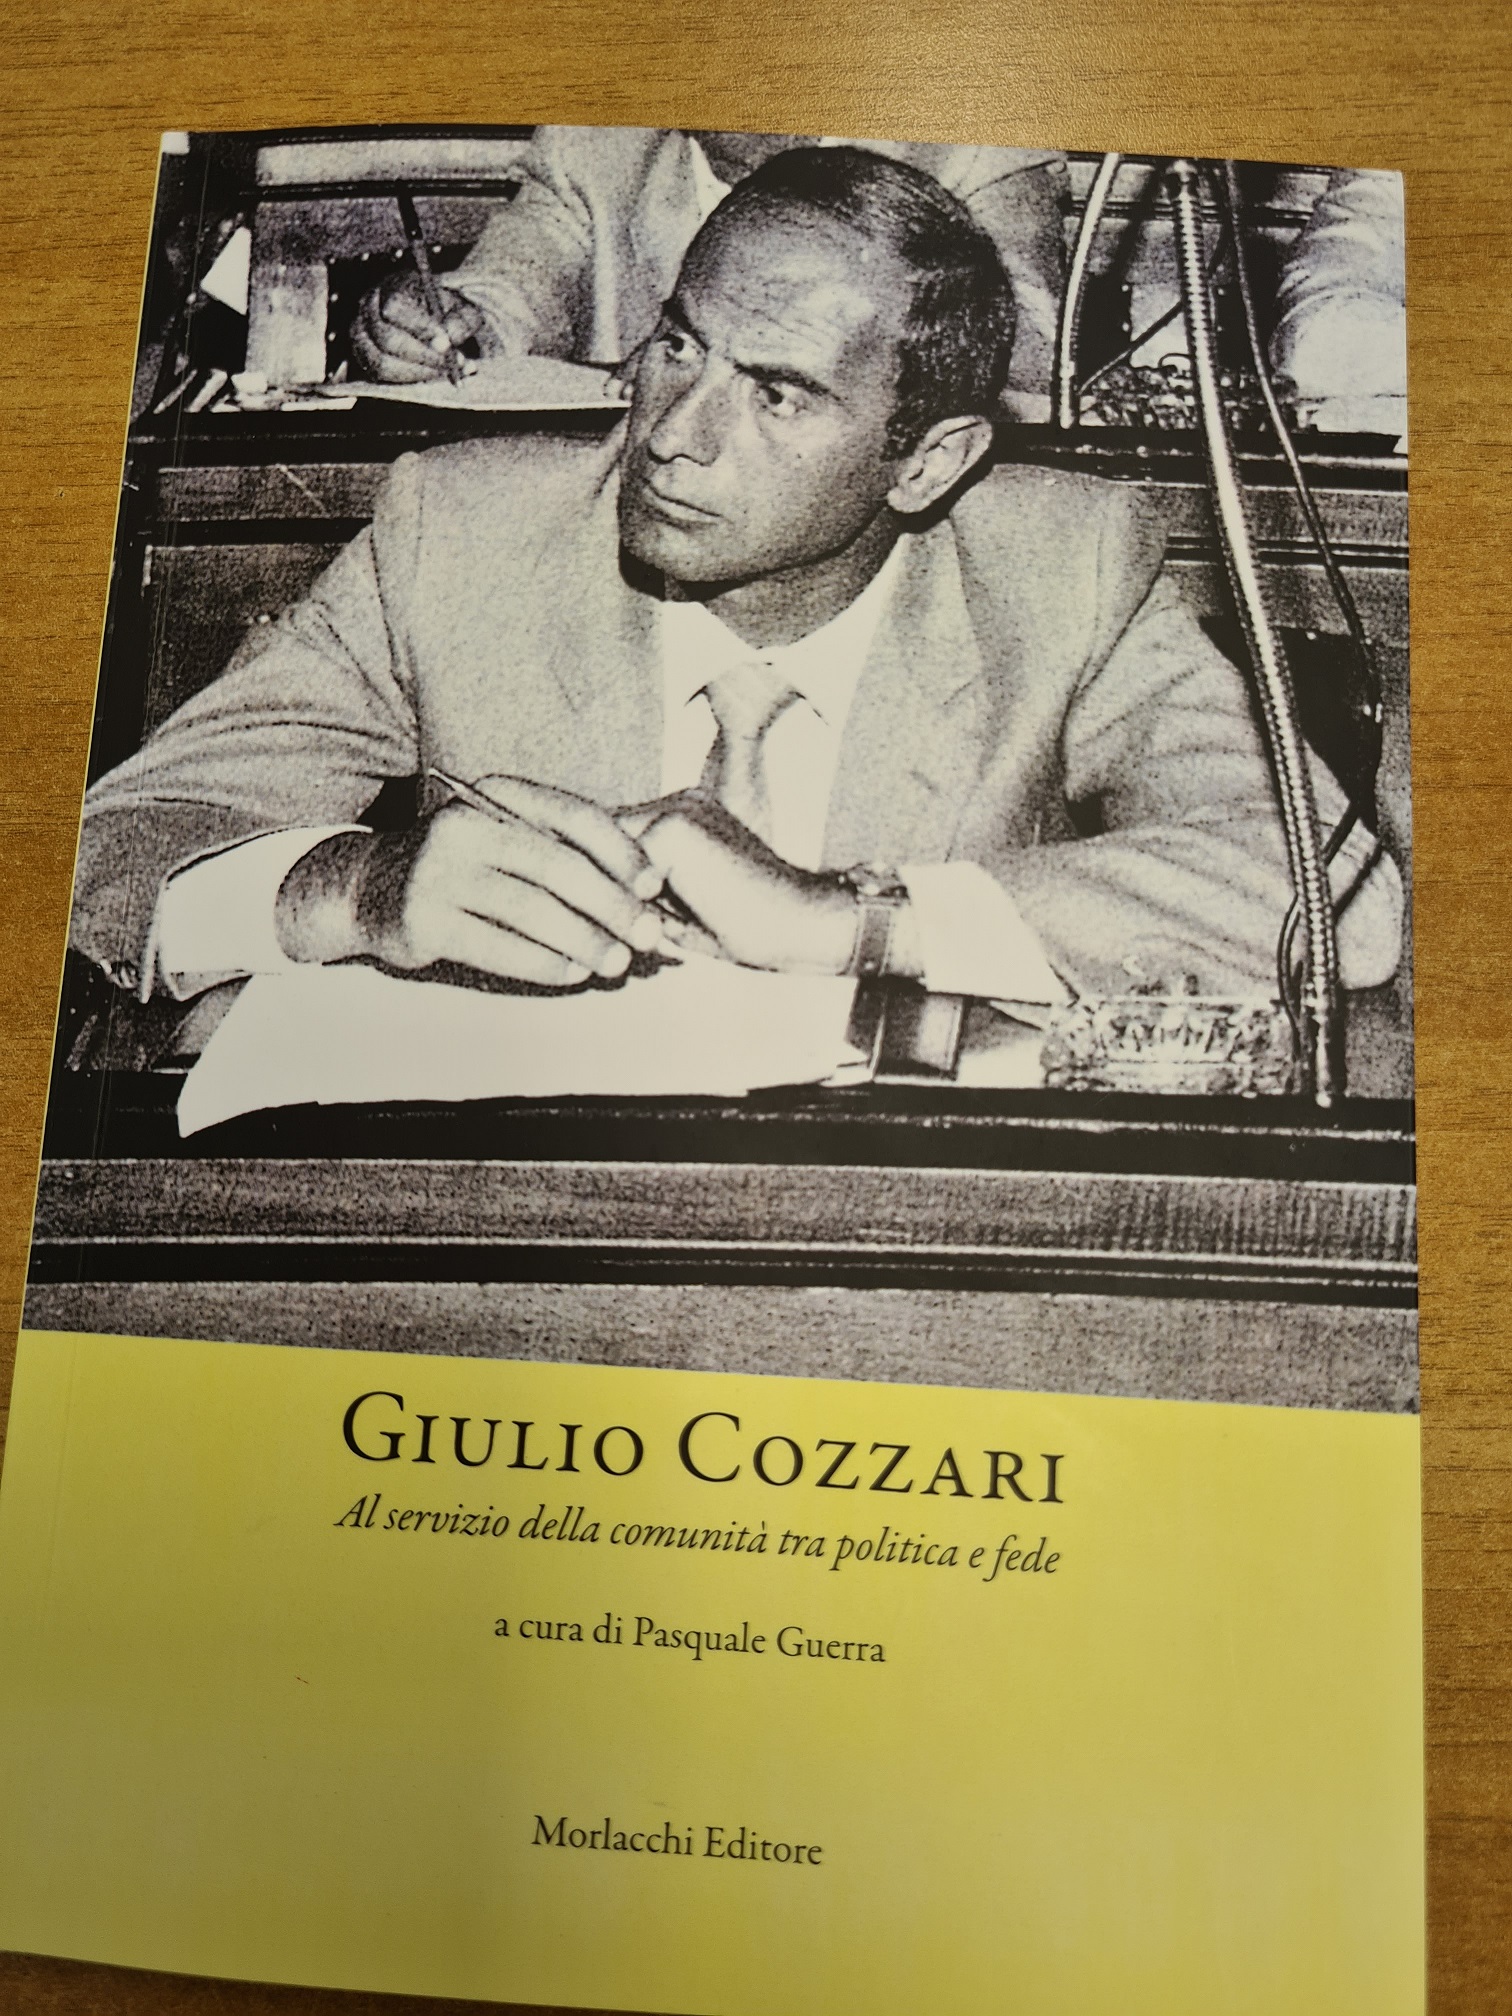 GIULIO COZZARI
Al servizio della comunità tra politica e fede
a cura di Pasquale Guerra
Morlacchi Editore